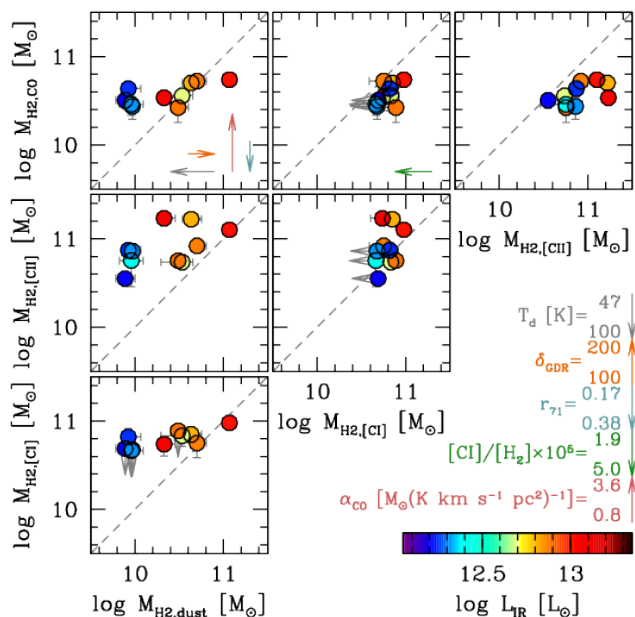 log M_H2,CO [M_⊙]
11
10
log M_H2,[CII] [M_⊙]
11
10
log M_H2,[CI] [M_⊙]
11
10
10 11
log M_H2,dust [M_⊙]
10 11
log M_H2,[CI] [M_⊙]
10 11
log M_H2,[CII] [M_⊙]
T_d [K]= 47 100
δ_GDR= 200 100
r_71= 0.17 0.38
[CI]/[H_2]×10^5= 1.9 5.0
α_CO [M_⊙(K km s^-1 pc^2)^-1] 3.6 0.8
12.5 13
log L_IR [L_⊙]